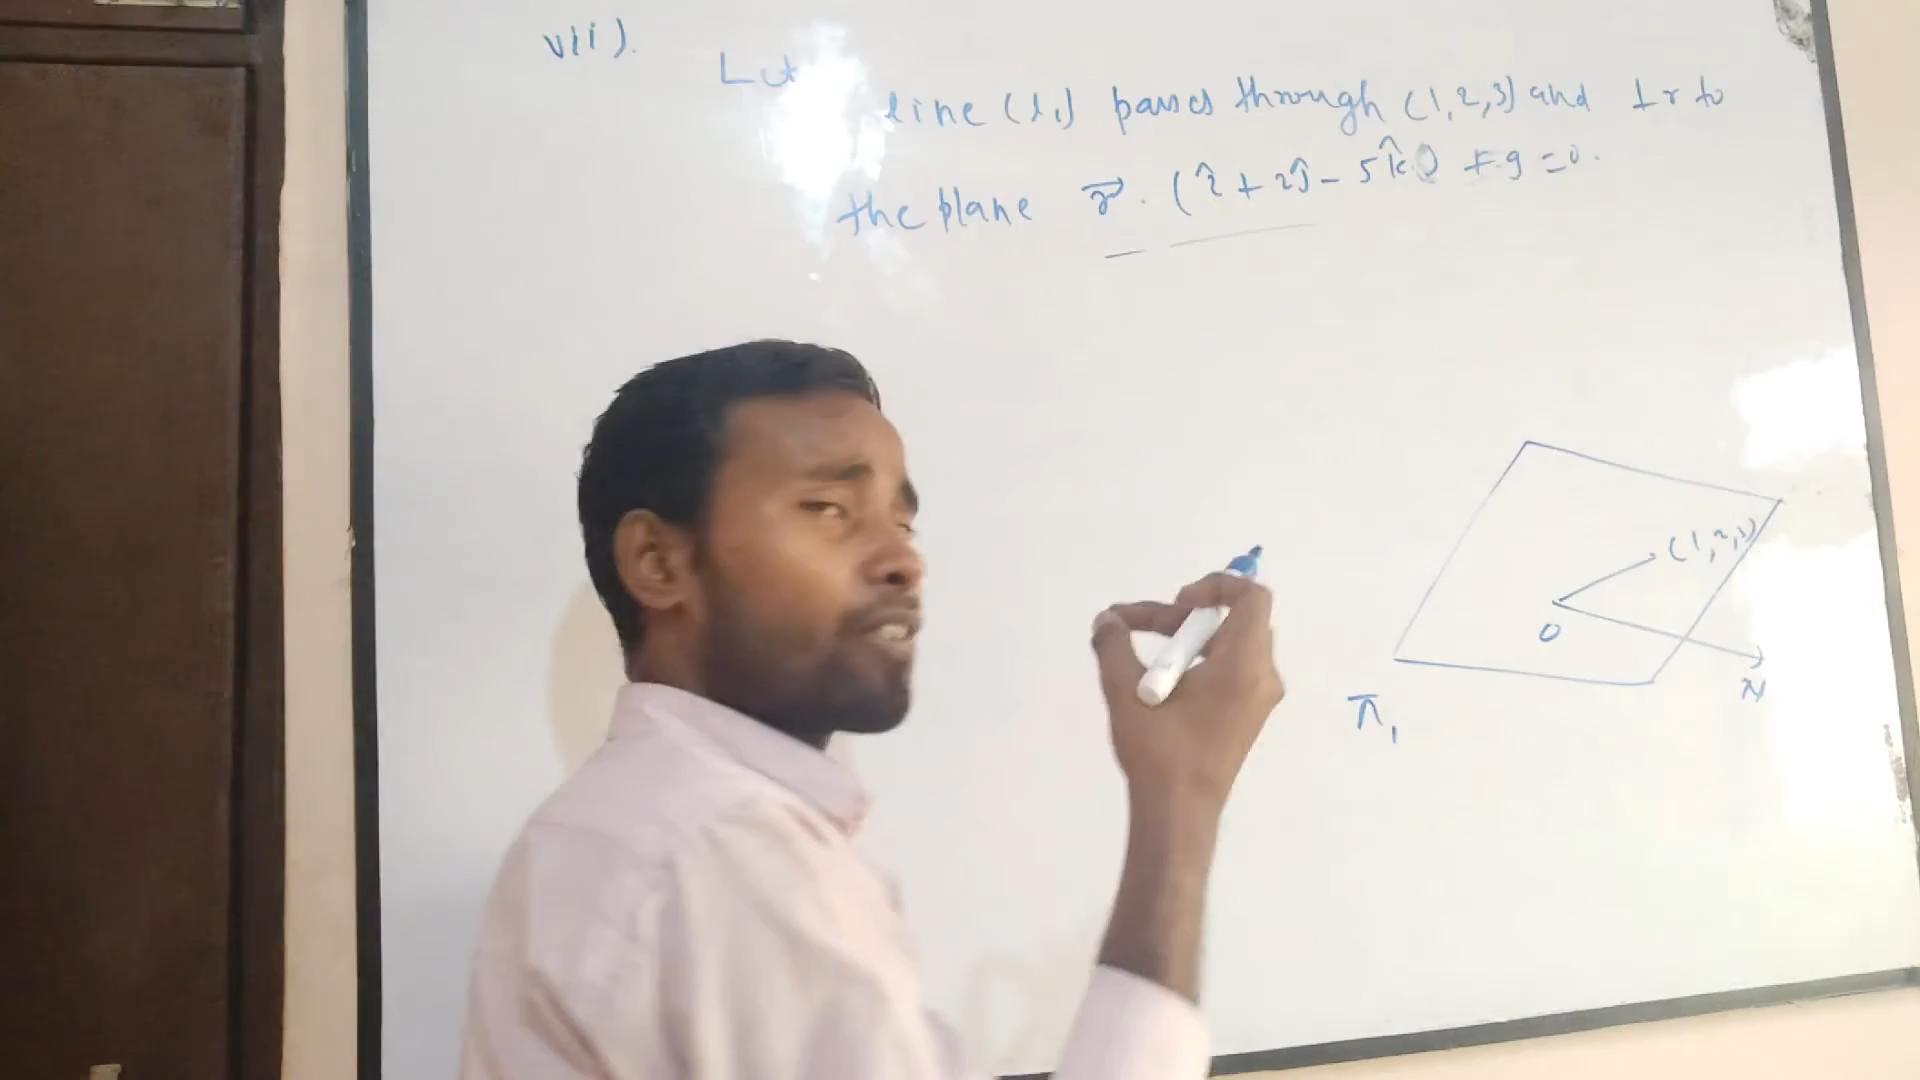 vii).
Let
line (l₁) passes through (1,2,3) and ⊥r to
the plane r⃗. (î + 2ĵ - 5k̂) + 9 = 0.
(1,2,3)
O
N
π₁